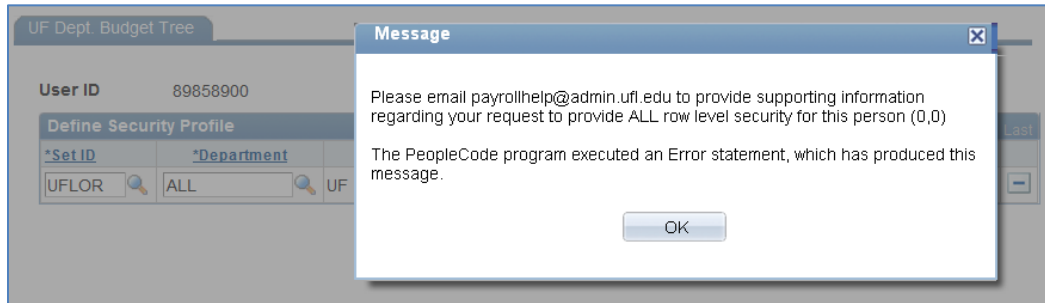 UF Dept. Budget Tree
Message
User ID 89858900
Please email payrollhelp@admin.ufl.edu to provide supporting information
regarding your request to provide ALL row level security for this person (0,0)
Define Security Profile
Last
The PeopleCode program executed an Error statement, which has produced this
message.
*Set ID *Department
UFLOR ALL UF
OK